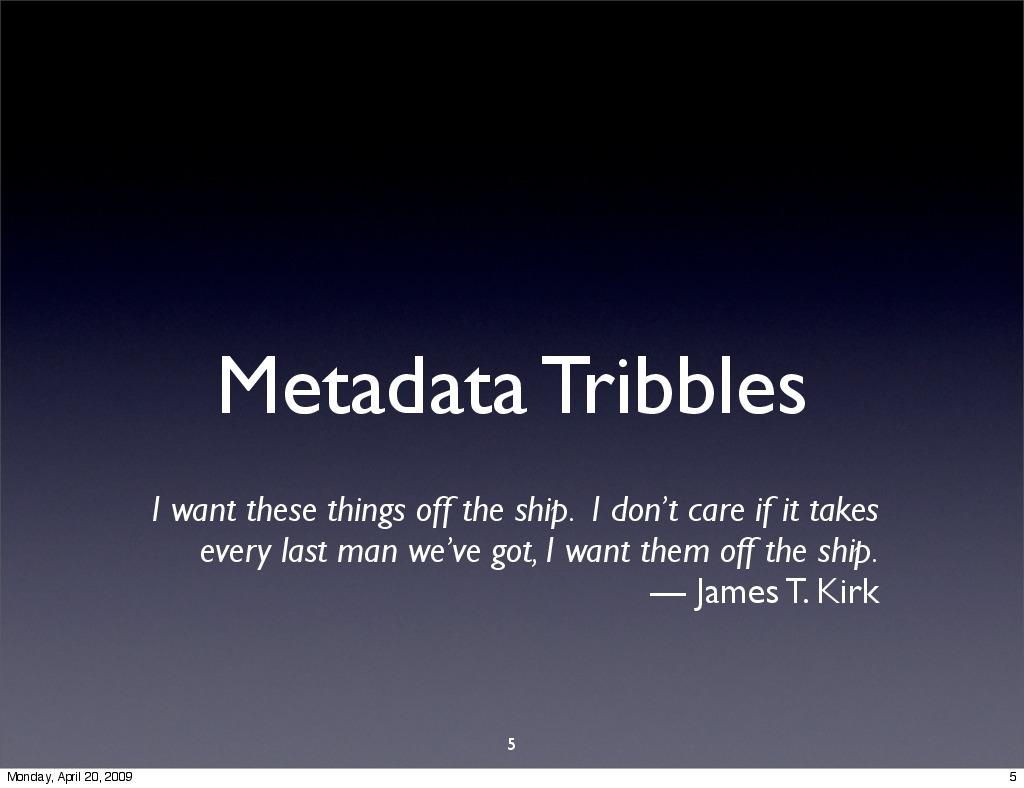 Metadata Tribbles
I want these things off the ship.  I don’t care if it takes
every last man we’ve got, I want them off the ship.
— James T. Kirk
5
Monday, April 20, 2009
5